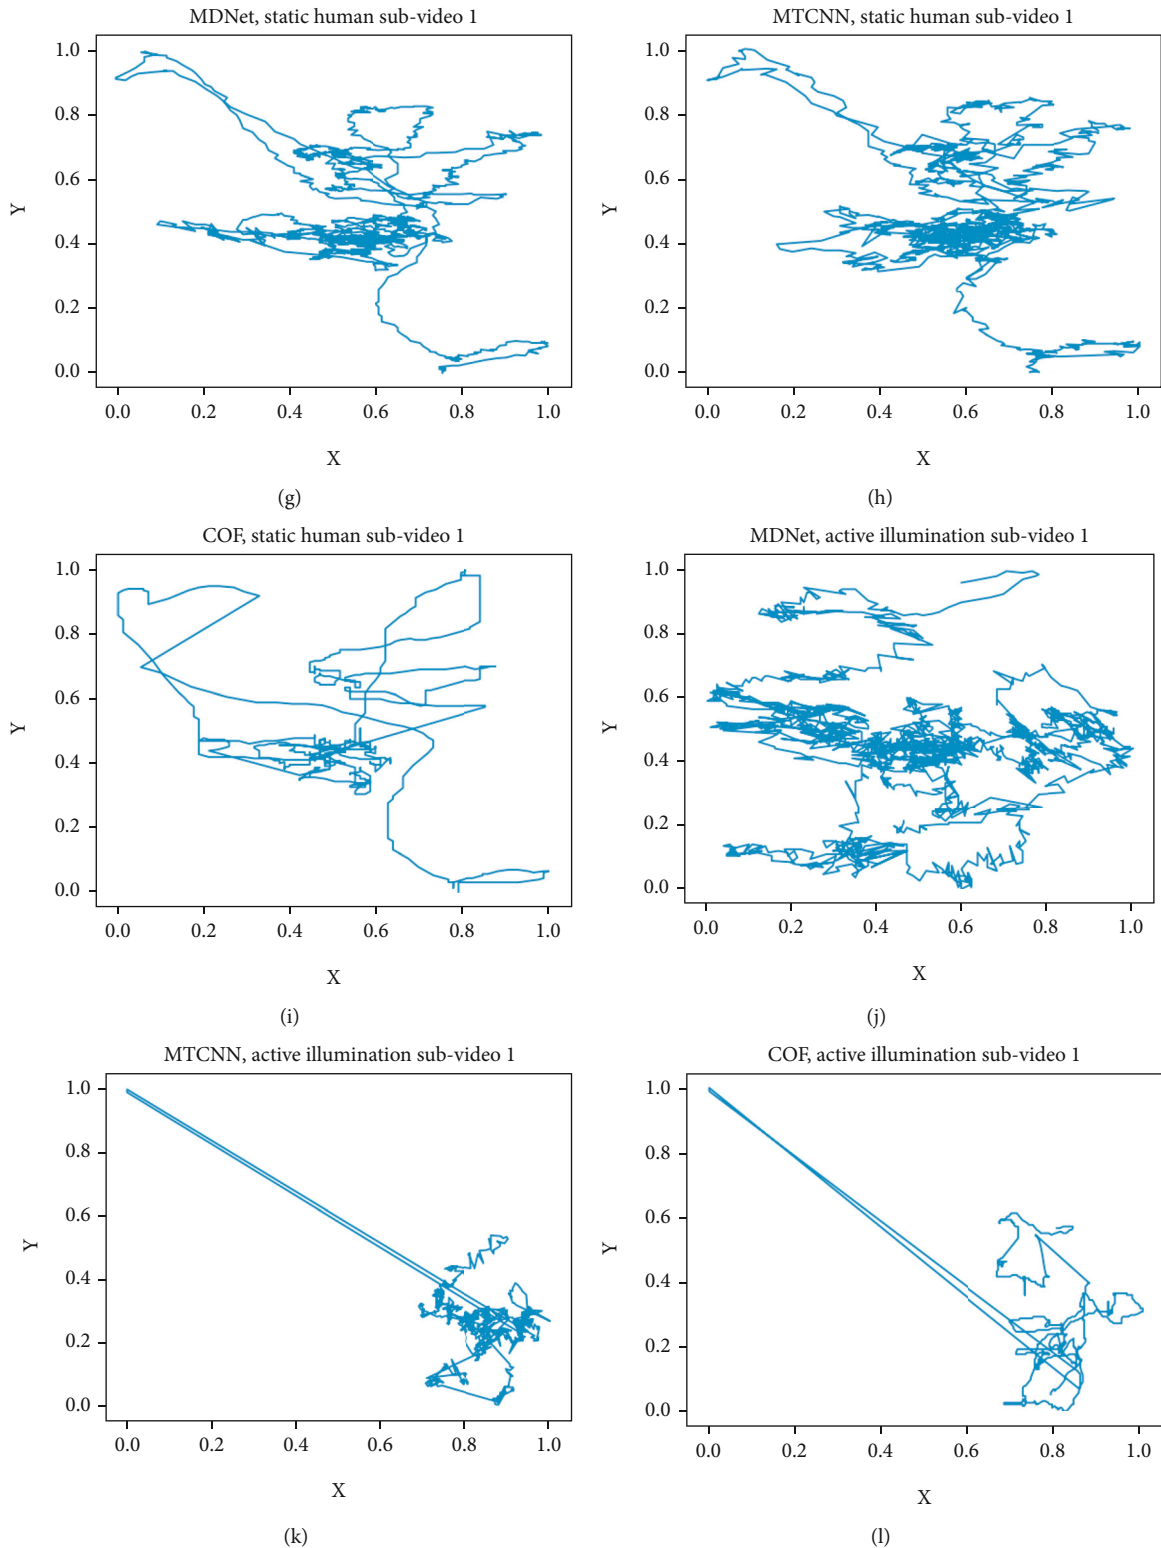 MDNet, static human sub-video 1
1.0
0.8
0.6
0.4
0.2
0.0
Y
0.0 0.2 0.4 0.6 0.8 1.0
X
(g)
MTCNN, static human sub-video 1
1.0
0.8
0.6
0.4
0.2
0.0
Y
0.0 0.2 0.4 0.6 0.8 1.0
X
(h)
COF, static human sub-video 1
1.0
0.8
0.6
0.4
0.2
0.0
Y
0.0 0.2 0.4 0.6 0.8 1.0
X
(i)
MDNet, active illumination sub-video 1
1.0
0.8
0.6
0.4
0.2
0.0
Y
0.0 0.2 0.4 0.6 0.8 1.0
X
(j)
MTCNN, active illumination sub-video 1
1.0
0.8
0.6
0.4
0.2
0.0
Y
0.0 0.2 0.4 0.6 0.8 1.0
X
(k)
COF, active illumination sub-video 1
1.0
0.8
0.6
0.4
0.2
0.0
Y
0.0 0.2 0.4 0.6 0.8 1.0
X
(l)